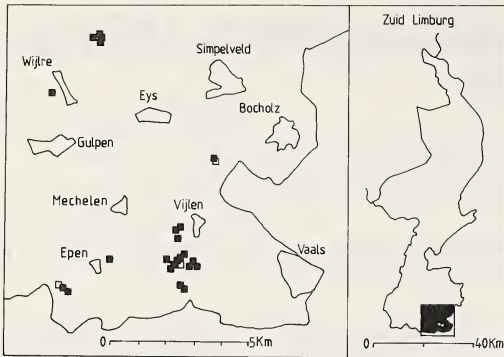 Simpelveld
Wijlre
Eys
Bocholz
Gulpen
Mechelen
Vijlen
Epen
Vaals
0 5Km
Zuid Limburg
0 40Km